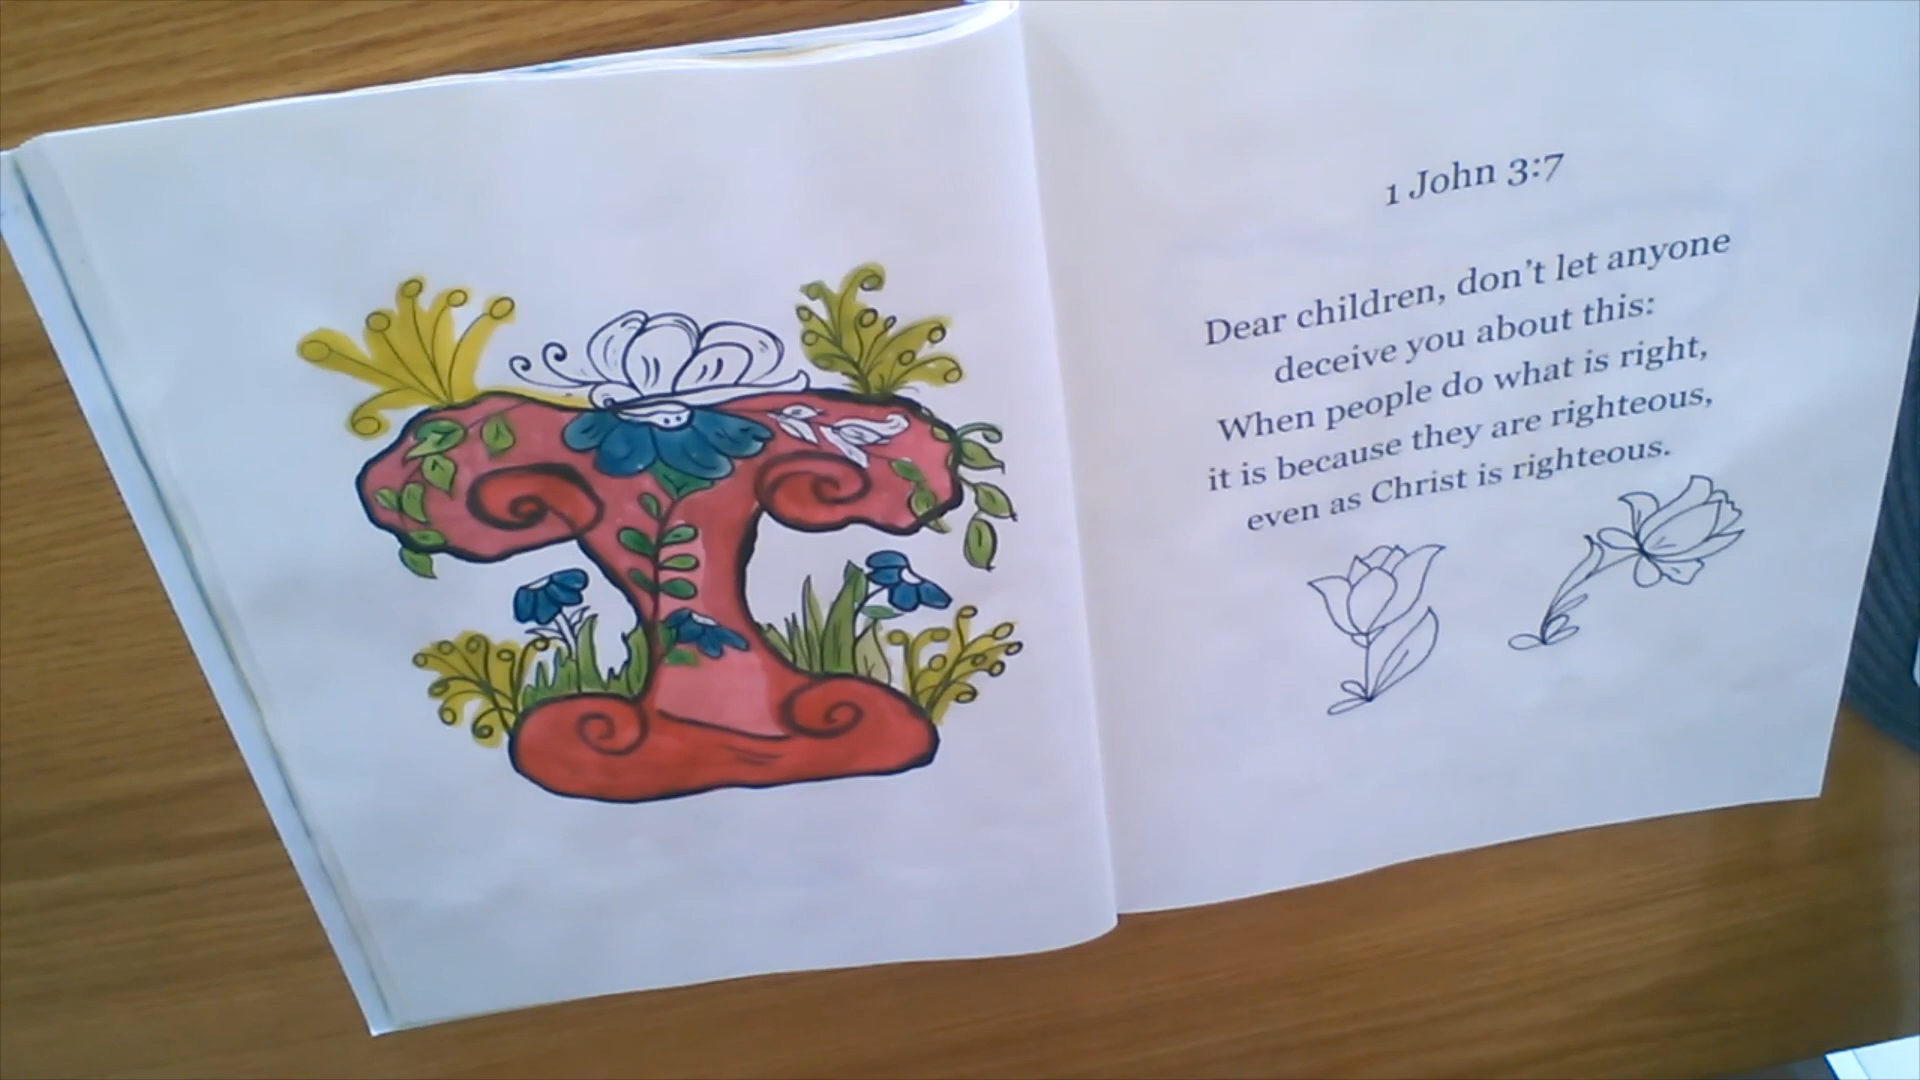 1 John 3:7
Dear children, don't let anyone
deceive you about this:
When people do what is right,
it is because they are righteous,
even as Christ is righteous.